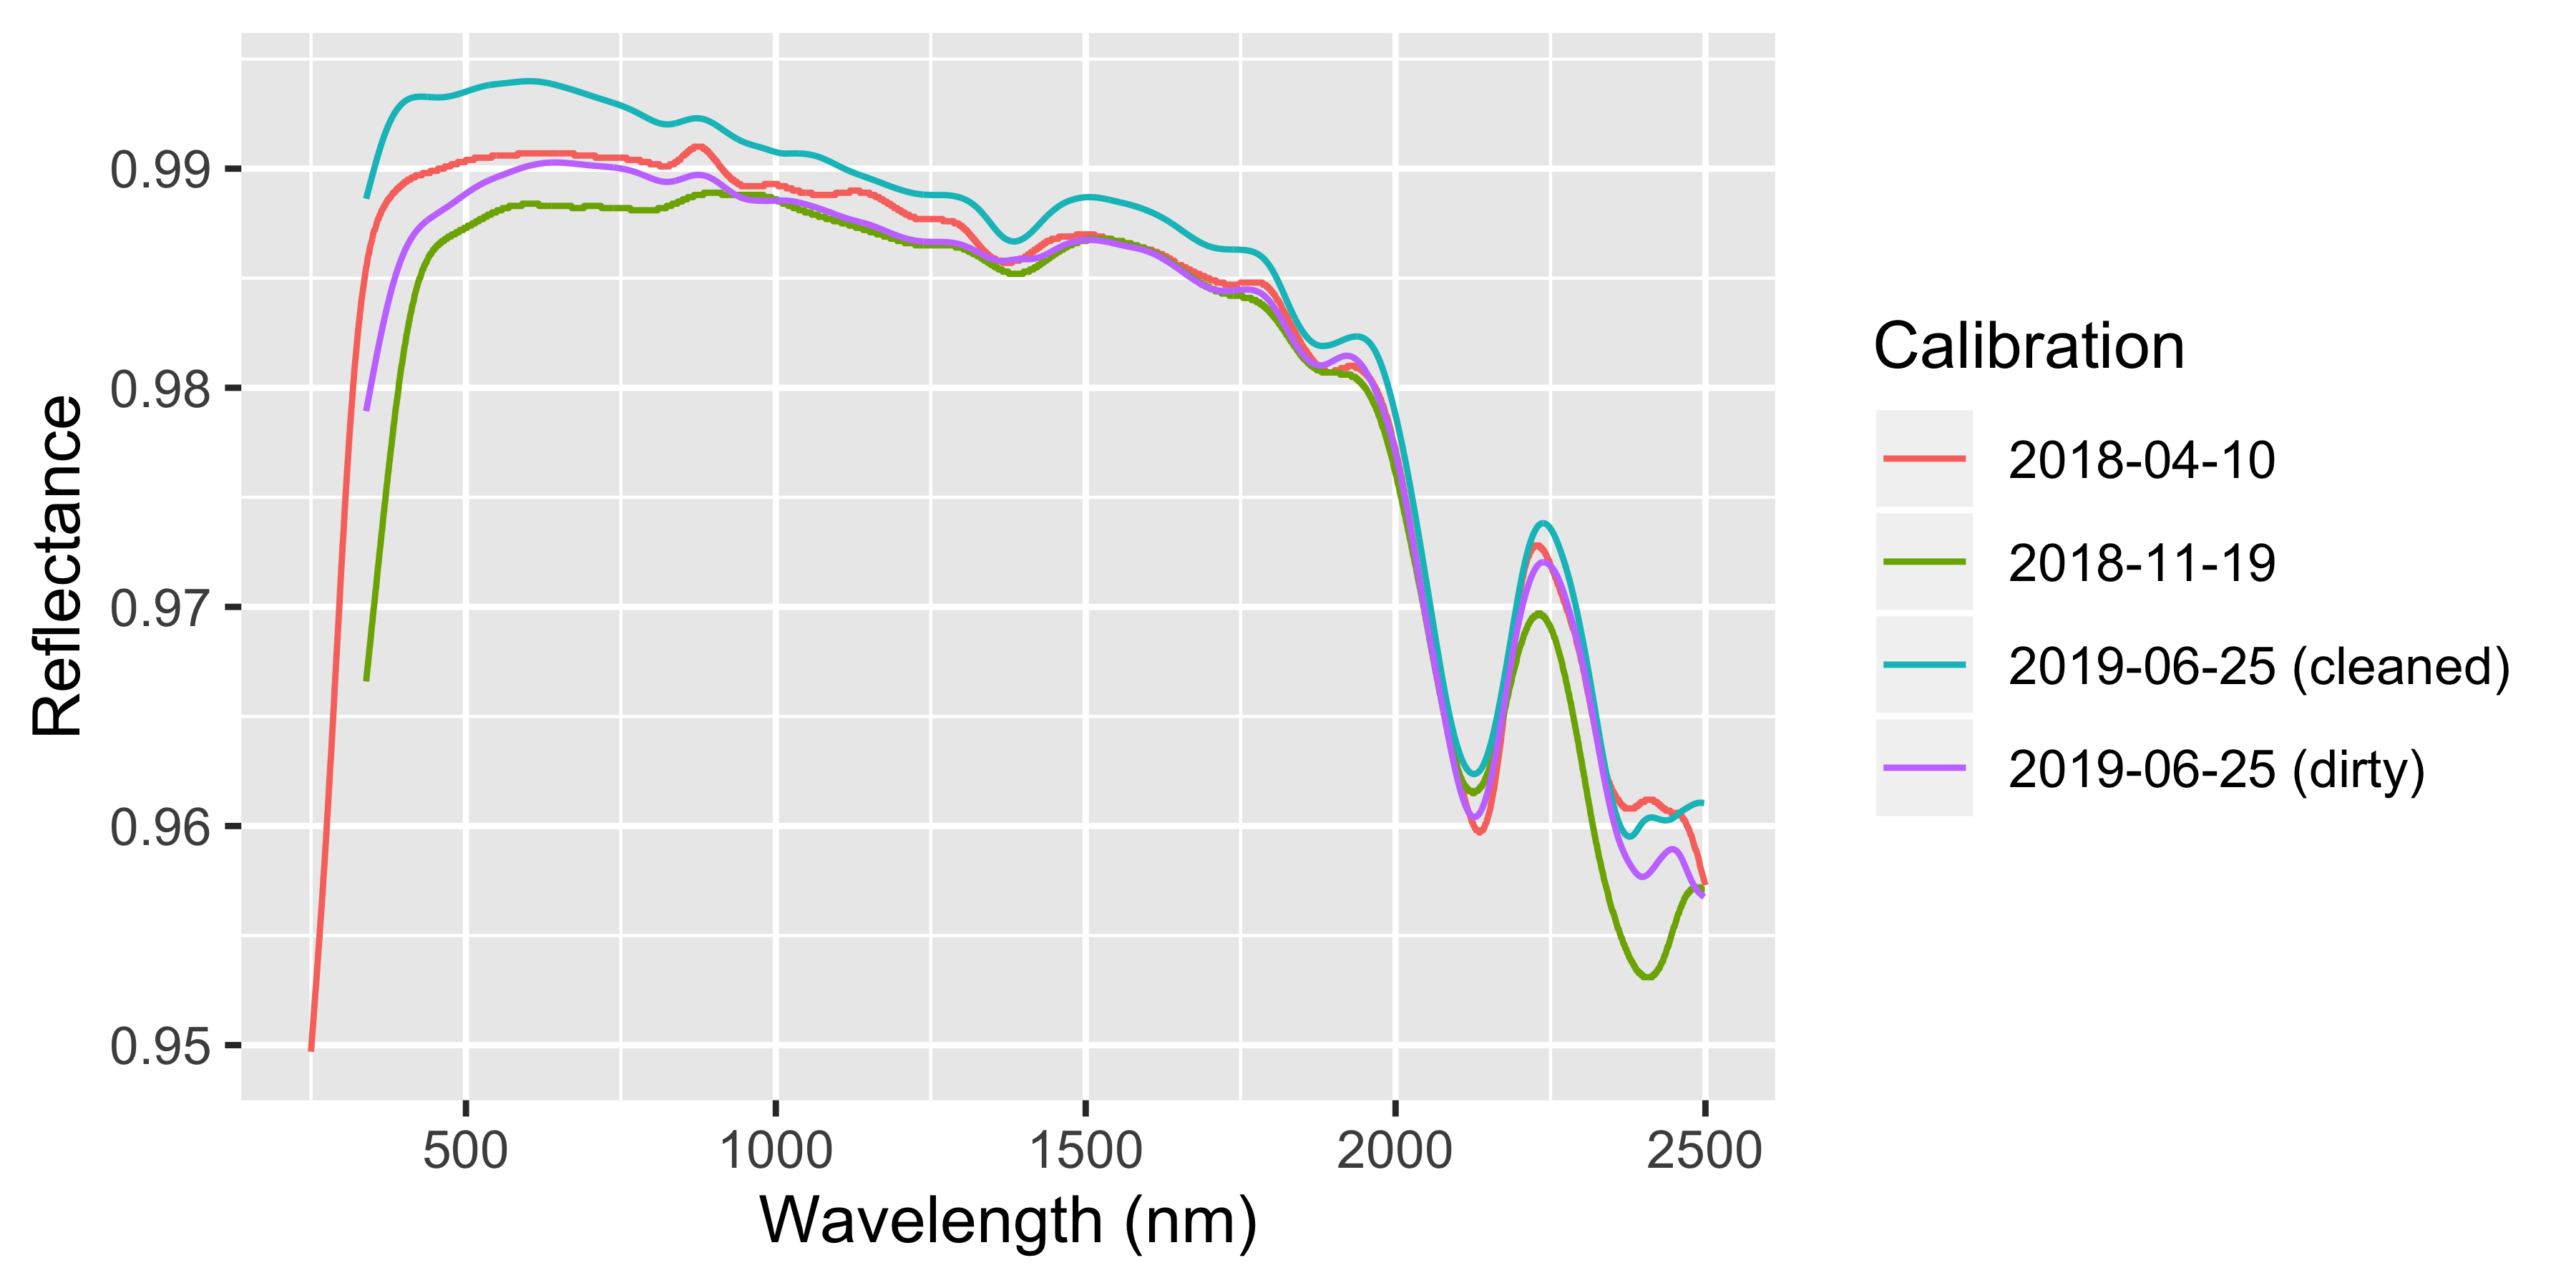 Reflectance
0.99
0.98
0.97
0.96
0.95
500 1000 1500 2000 2500
Wavelength (nm)
Calibration
2018-04-10
2018-11-19
2019-06-25 (cleaned)
2019-06-25 (dirty)